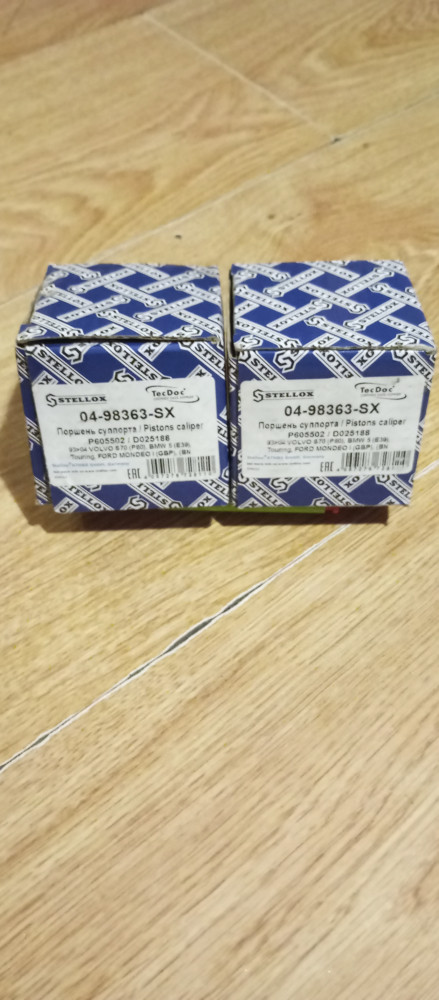 STELLOX
TecDoc
04-98363-SX
Поршень суппорта / Pistons caliper
P605502 / D025188
VOLVO S70 (P80), BMW 5 (E39),
Touring, FORD MONDEO I (GBP), (BN
EAC
STELLOX
TecDoc
04-98363-SX
Поршень суппорта / Pistons caliper
P605502 / D025188
VOLVO S70 (P80), BMW 5 (E39),
Touring, FORD MONDEO I (GBP), (BN
EAC